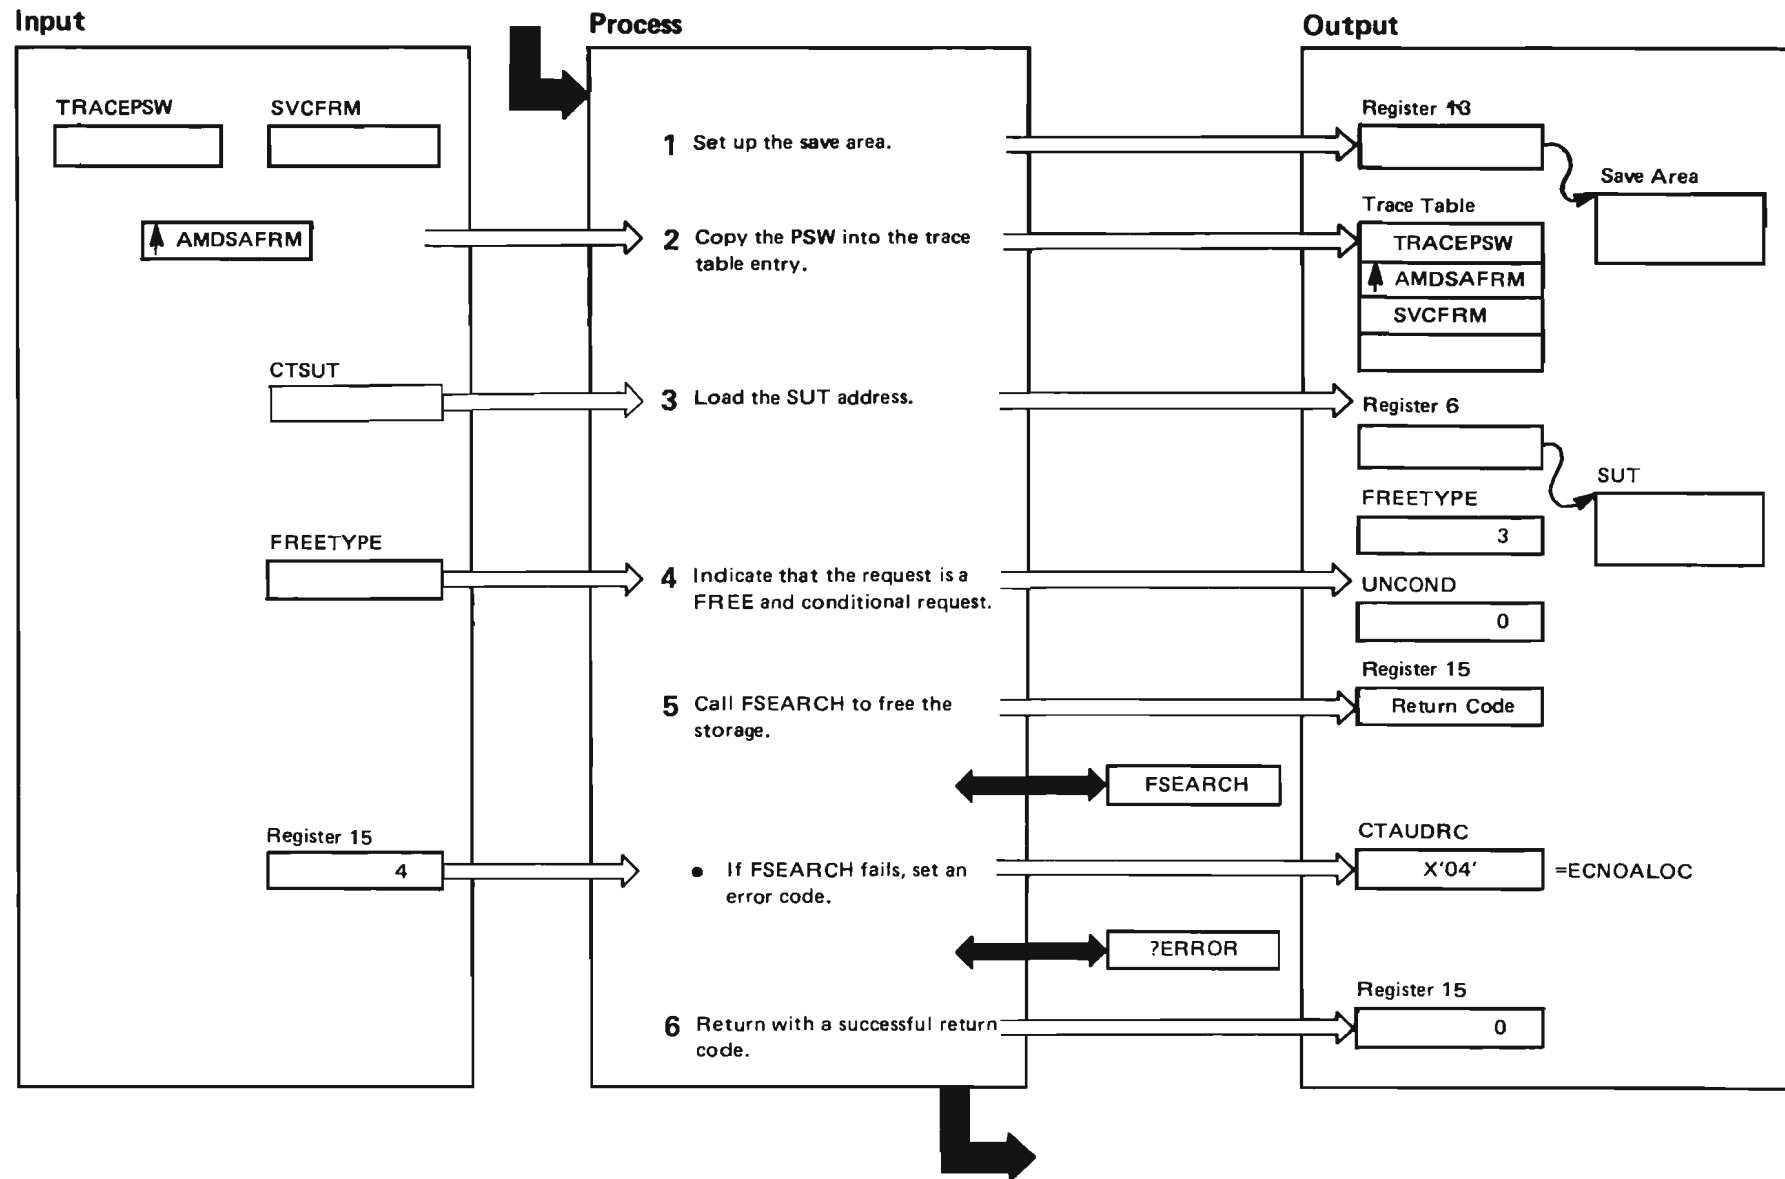 Input
Process
Output
TRACEPSW
SVCFRM
AMDSAFRM
CTSUT
FREETYPE
Register 15
4
1 Set up the save area.
2 Copy the PSW into the trace
table entry.
3 Load the SUT address.
4 Indicate that the request is a
FREE and conditional request.
5 Call FSEARCH to free the
storage.
FSEARCH
• If FSEARCH fails, set an
error code.
?ERROR
6 Return with a successful return
code.
Register 13
Save Area
Trace Table
TRACEPSW
AMDSAFRM
SVCFRM
Register 6
SUT
FREETYPE
3
UNCOND
0
Register 15
Return Code
CTAUDRC
X'04' =ECNOALOC
Register 15
0